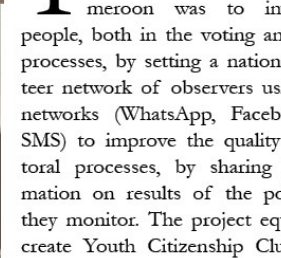 meroon was to in
people, both in the voting an
processes, by setting a nation
teer network of observers us
networks (WhatsApp, Faceb
SMS) to improve the quality
toral processes, by sharing
mation on results of the po
they monitor. The project eq
create Youth Citizenship Clu